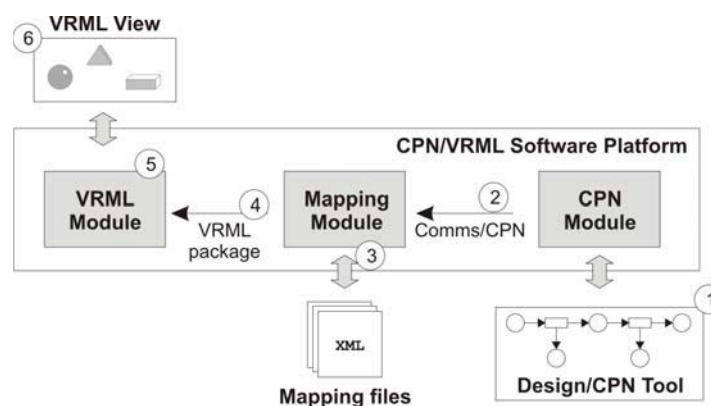 VRML View
6
CPN/VRML Software Platform
5
VRML
Module
4
VRML
package
Mapping
Module
3
2
Comms/CPN
CPN
Module
1
XML
Mapping files
Design/CPN Tool